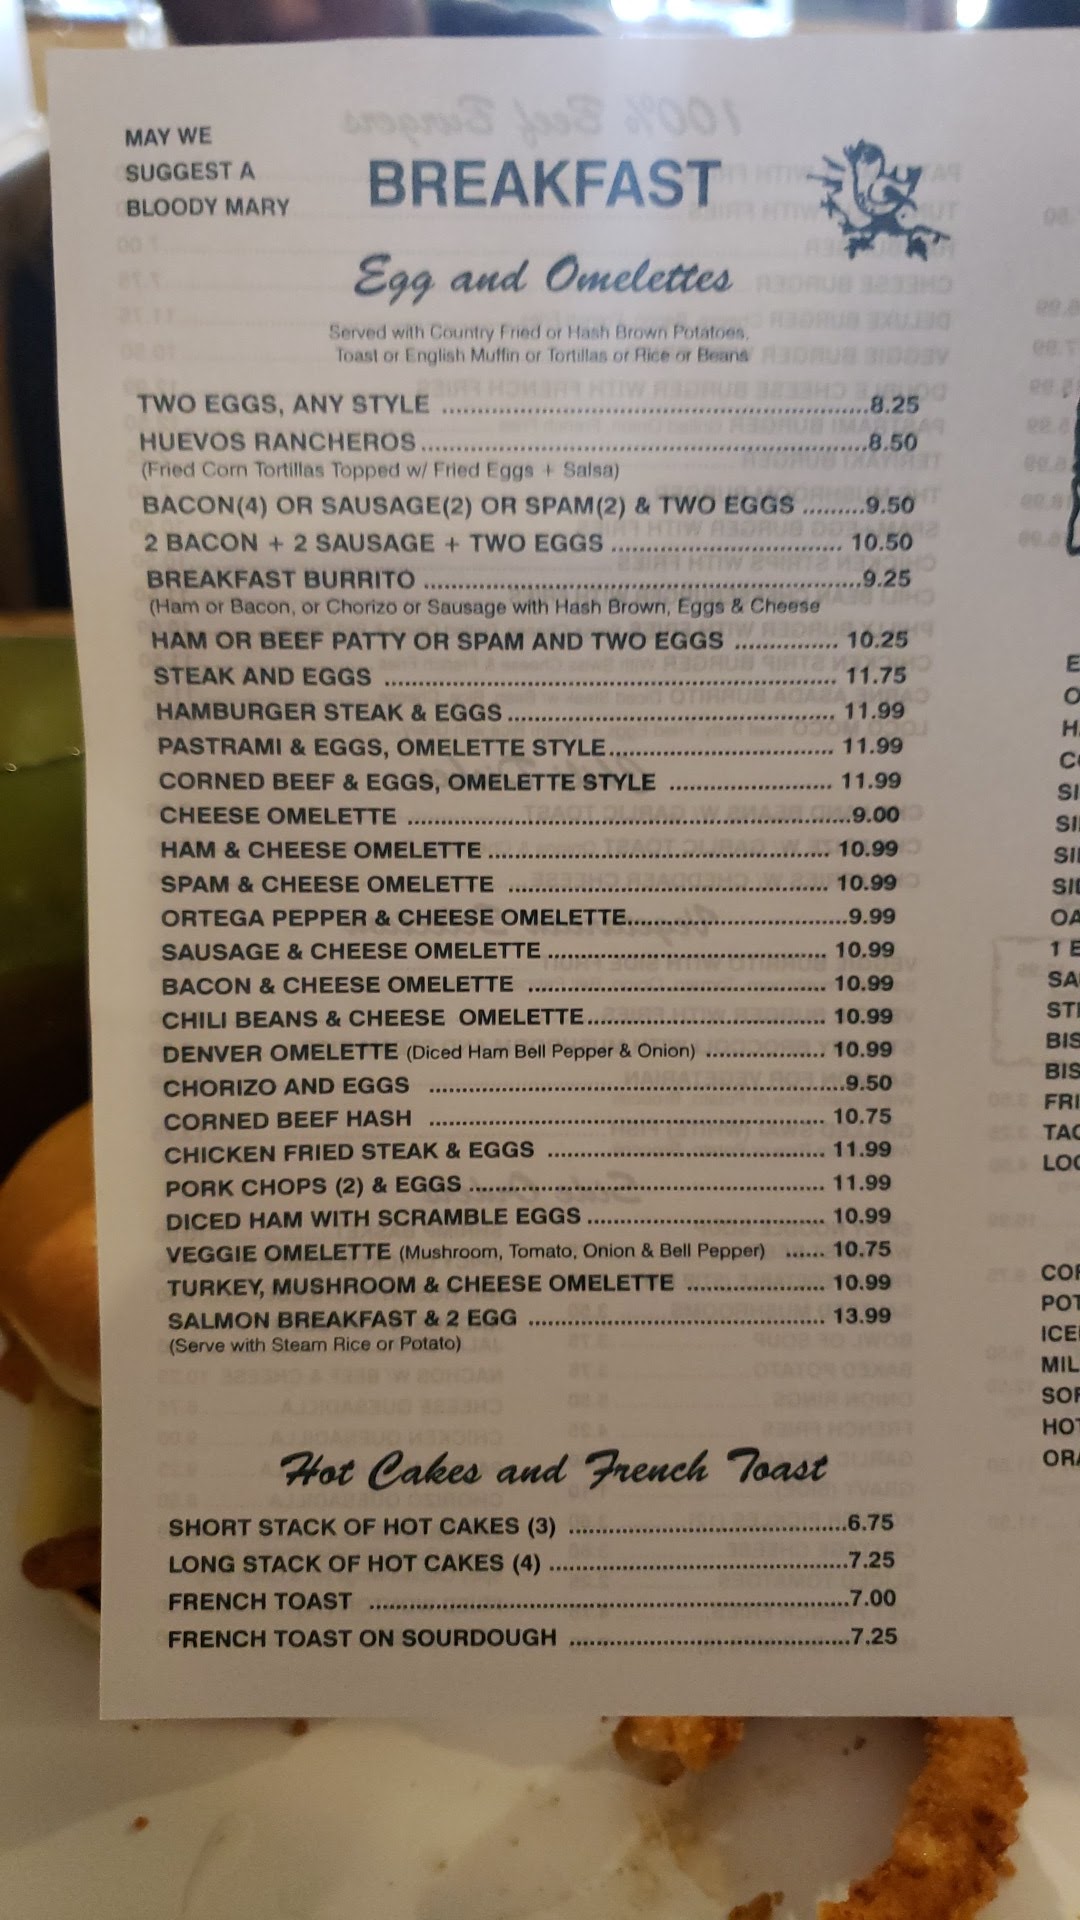 MAY WE
SUGGEST A
BLOODY MARY
BREAKFAST
Egg and Omelettes
Served with Country Fried or Hash Brown Potatoes,
Toast or English Muffin or Tortillas or Rice or Beans
TWO EGGS, ANY STYLE ........ 8.25
HUEVOS RANCHEROS ........ 8.50
(Fried Corn Tortillas Topped w/ Fried Eggs + Salsa)
BACON(4) OR SAUSAGE(2) OR SPAM(2) & TWO EGGS ........ 9.50
2 BACON + 2 SAUSAGE + TWO EGGS ........ 10.50
BREAKFAST BURRITO ........ 9.25
(Ham or Bacon, or Chorizo or Sausage with Hash Brown, Eggs & Cheese
HAM OR BEEF PATTY OR SPAM AND TWO EGGS ........ 10.25
STEAK AND EGGS ........ 11.75
HAMBURGER STEAK & EGGS ........ 11.99
PASTRAMI & EGGS, OMELETTE STYLE ........ 11.99
CORNED BEEF & EGGS, OMELETTE STYLE ........ 11.99
CHEESE OMELETTE ........ 9.00
HAM & CHEESE OMELETTE ........ 10.99
SPAM & CHEESE OMELETTE ........ 10.99
ORTEGA PEPPER & CHEESE OMELETTE ........ 9.99
SAUSAGE & CHEESE OMELETTE ........ 10.99
BACON & CHEESE OMELETTE ........ 10.99
CHILI BEANS & CHEESE OMELETTE ........ 10.99
DENVER OMELETTE (Diced Ham Bell Pepper & Onion) ........ 10.99
CHORIZO AND EGGS ........ 9.50
CORNED BEEF HASH ........ 10.75
CHICKEN FRIED STEAK & EGGS ........ 11.99
PORK CHOPS (2) & EGGS ........ 11.99
DICED HAM WITH SCRAMBLE EGGS ........ 10.99
VEGGIE OMELETTE (Mushroom, Tomato, Onion & Bell Pepper) ...... 10.75
TURKEY, MUSHROOM & CHEESE OMELETTE ........ 10.99
SALMON BREAKFAST & 2 EGG ........ 13.99
(Serve with Steam Rice or Potato)
Hot Cakes and French Toast
SHORT STACK OF HOT CAKES (3) ........ 6.75
LONG STACK OF HOT CAKES (4) ........ 7.25
FRENCH TOAST ........ 7.00
FRENCH TOAST ON SOURDOUGH ........ 7.25